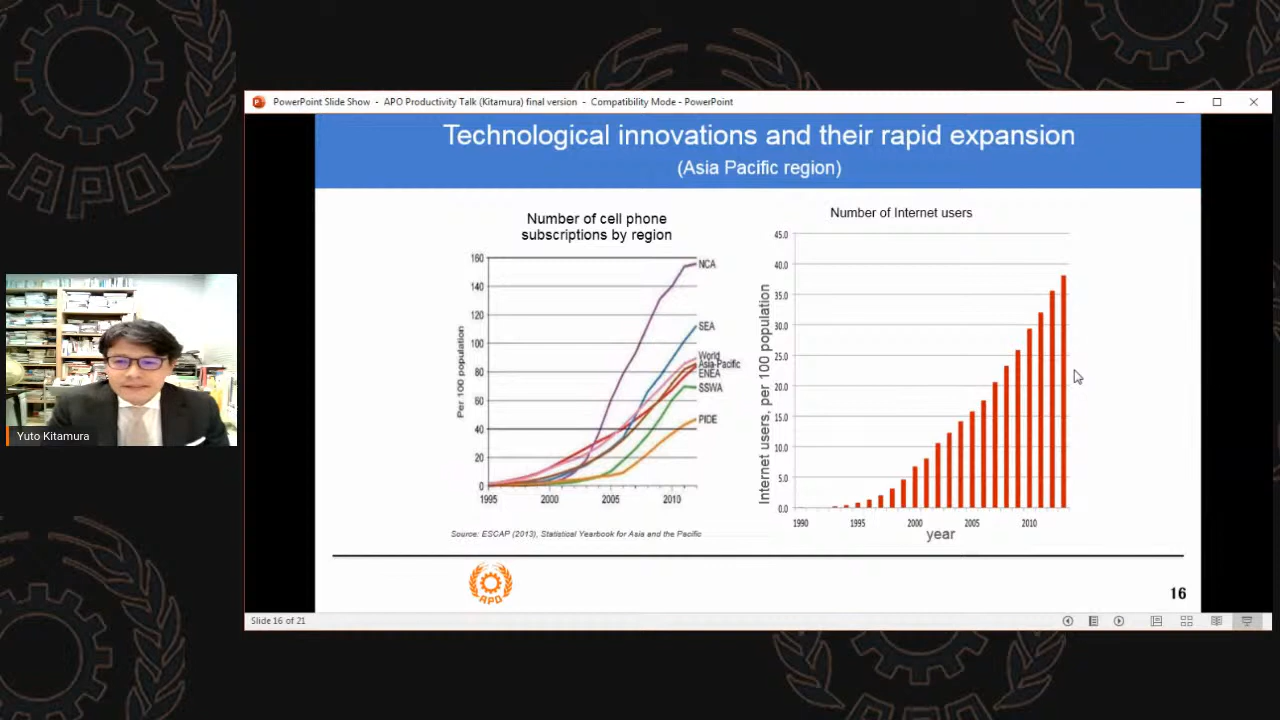 PowerPoint Slide Show - APO Productivity Talk (Kitamura) final version - Compatibility Mode - PowerPoint
Technological innovations and their rapid expansion
(Asia Pacific region)
Number of cell phone
subscriptions by region
Per 100 population
160
140
120
100
80
60
40
20
0
1995
2000
2005
2010
NCA
SEA
World
Asia-Pacific
ENEA
SSWA
PIDE
Source: ESCAP (2013), Statistical Yearbook for Asia and the Pacific
Number of Internet users
Internet users, per 100 population
45.0
40.0
35.0
30.0
25.0
20.0
15.0
10.0
5.0
0.0
1990
1995
2000
2005
2010
year
Yuto Kitamura
APO
16
Slide 16 of 21
APO
APO